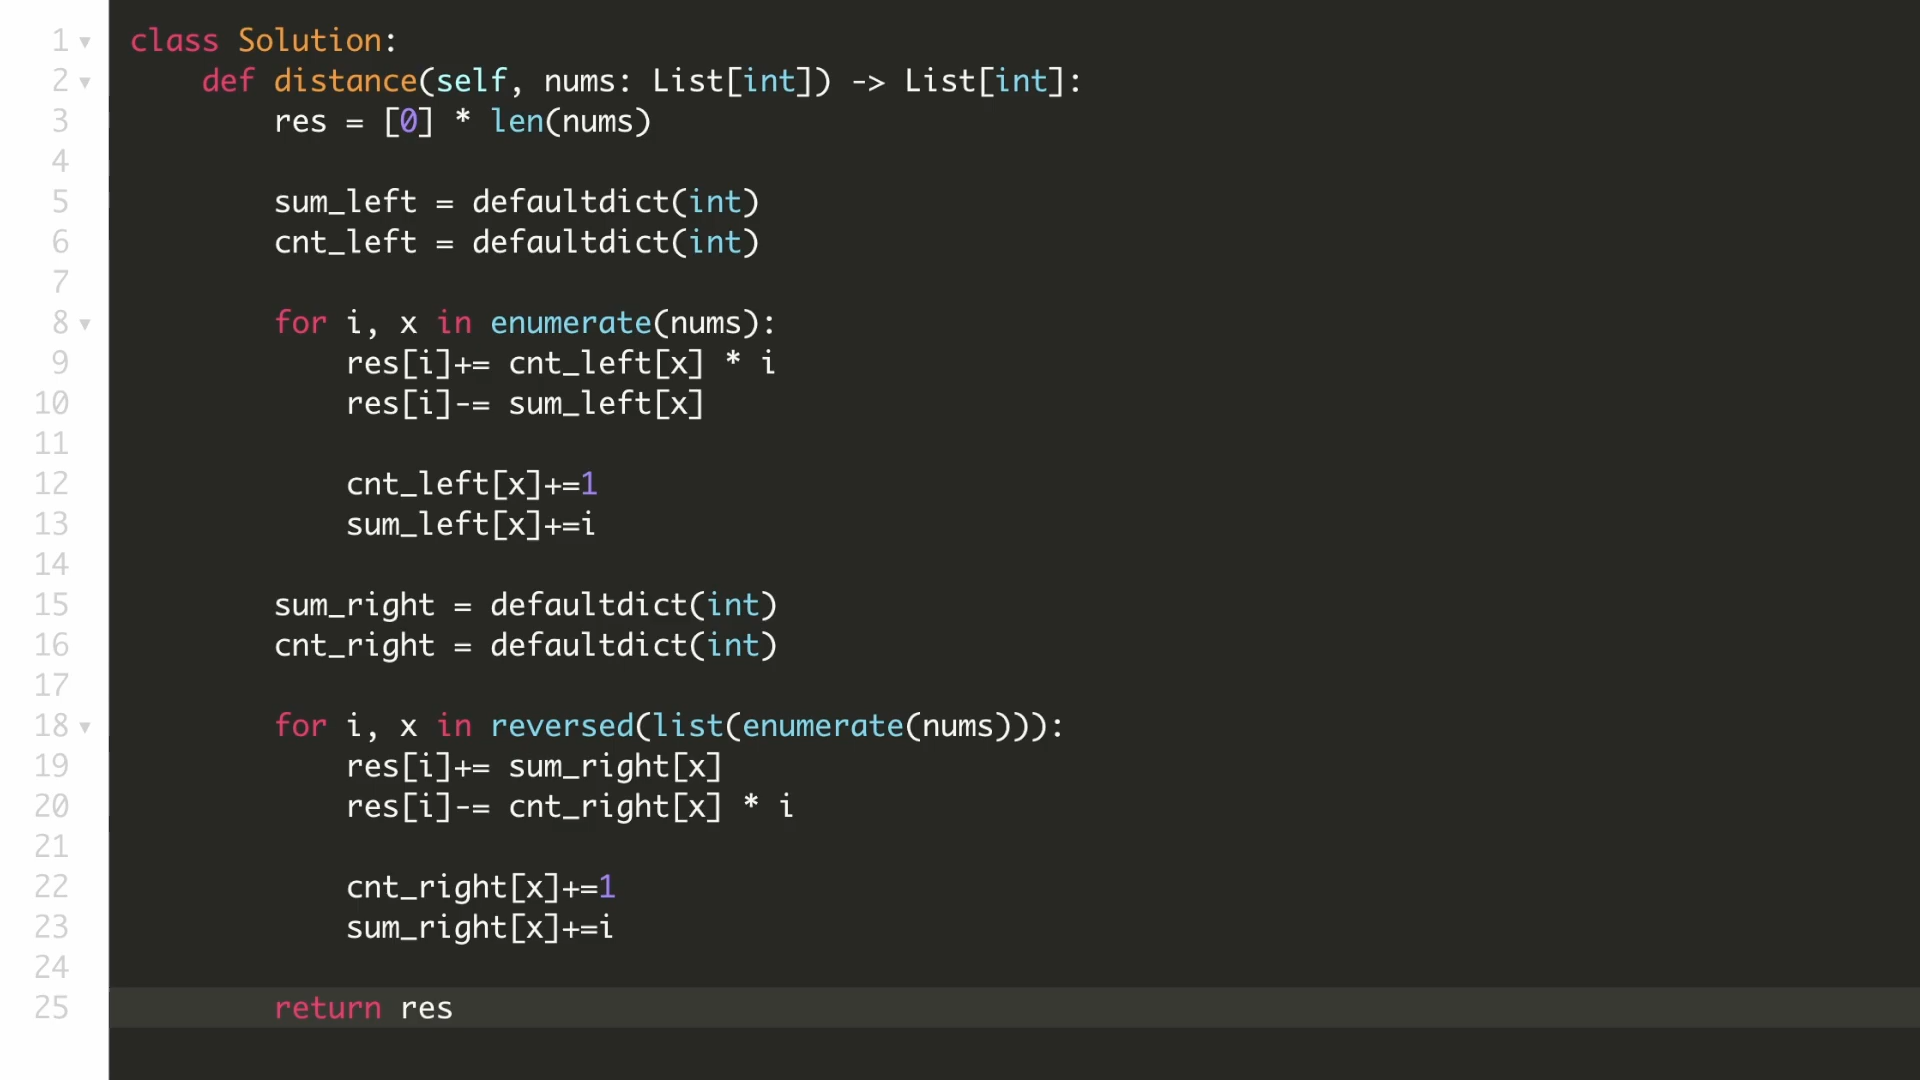 1 class Solution:
2 def distance(self, nums: List[int]) -> List[int]:
3 res = [0] * len(nums)
4
5 sum_left = defaultdict(int)
6 cnt_left = defaultdict(int)
7
8 for i, x in enumerate(nums):
9 res[i]+= cnt_left[x] * i
10 res[i]-= sum_left[x]
11
12 cnt_left[x]+=1
13 sum_left[x]+=i
14
15 sum_right = defaultdict(int)
16 cnt_right = defaultdict(int)
17
18 for i, x in reversed(list(enumerate(nums))):
19 res[i]+= sum_right[x]
20 res[i]-= cnt_right[x] * i
21
22 cnt_right[x]+=1
23 sum_right[x]+=i
24
25 return res